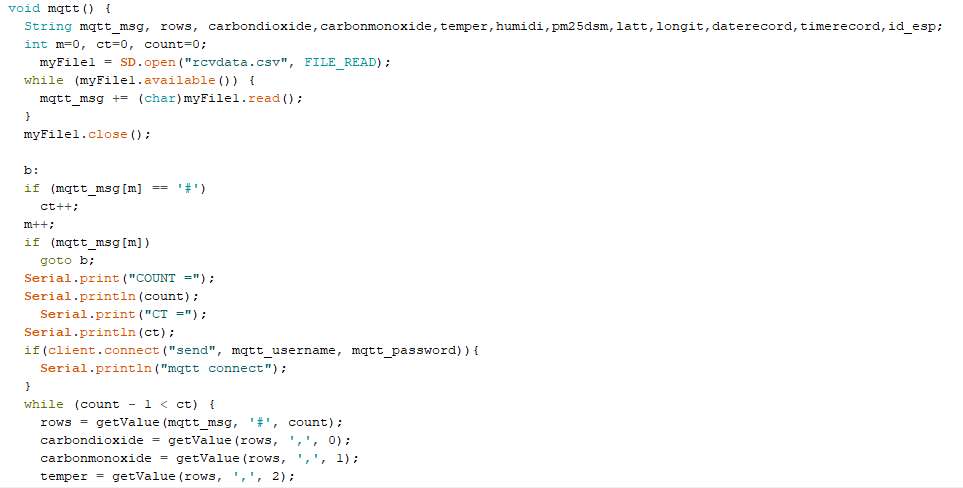 void mqtt() {
  String mqtt_msg, rows, carbondioxide,carbonmonoxide,temper,humidi,pm25dsm,latt,longit,daterecord,timerecord,id_esp;
  int m=0, ct=0, count=0;
    myFile1 = SD.open("rcvdata.csv", FILE_READ);
  while (myFile1.available()) {
    mqtt_msg += (char)myFile1.read();
  }
  myFile1.close();

  b:
  if (mqtt_msg[m] == '#')
    ct++;
  m++;
  if (mqtt_msg[m])
    goto b;
  Serial.print("COUNT =");
  Serial.println(count);
    Serial.print("CT =");
  Serial.println(ct);
  if(client.connect("send", mqtt_username, mqtt_password)){
    Serial.println("mqtt connect");
  }
  while (count - 1 < ct) {
    rows = getValue(mqtt_msg, '#', count);
    carbondioxide = getValue(rows, ',', 0);
    carbonmonoxide = getValue(rows, ',', 1);
    temper = getValue(rows, ',', 2);